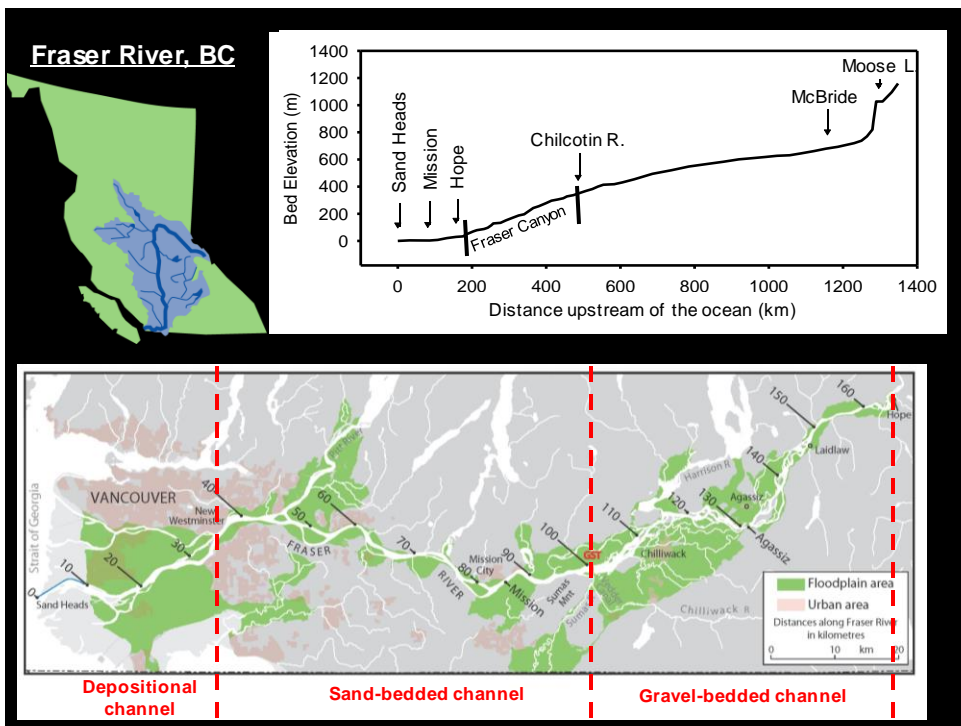 Fraser River, BC
1400
1200
1000
800
600
400
200
0
Bed Elevation (m)
Sand Heads
Mission
Hope
Fraser Canyon
Chilcotin R.
McBride
Moose L.
0 200 400 600 800 1000 1200 1400
Distance upstream of the ocean (km)
Strait of Georgia
VANCOUVER
New
Westminster
Sand Heads
0
10
20
30
40
50
60
70
80
90
100
110
120
130
140
150
160
FRASER
RIVER
Mission
City
Mission
Sumas
Mnt
GST
Sumas
Chilliwack
Harrison R
Agassiz
Agassiz
Laidlaw
Hope
Chilliwack R
Floodplain area
Urban area
Distances along Fraser River
in kilometres
0 10 km 20
Depositional
channel
Sand-bedded channel
Gravel-bedded channel